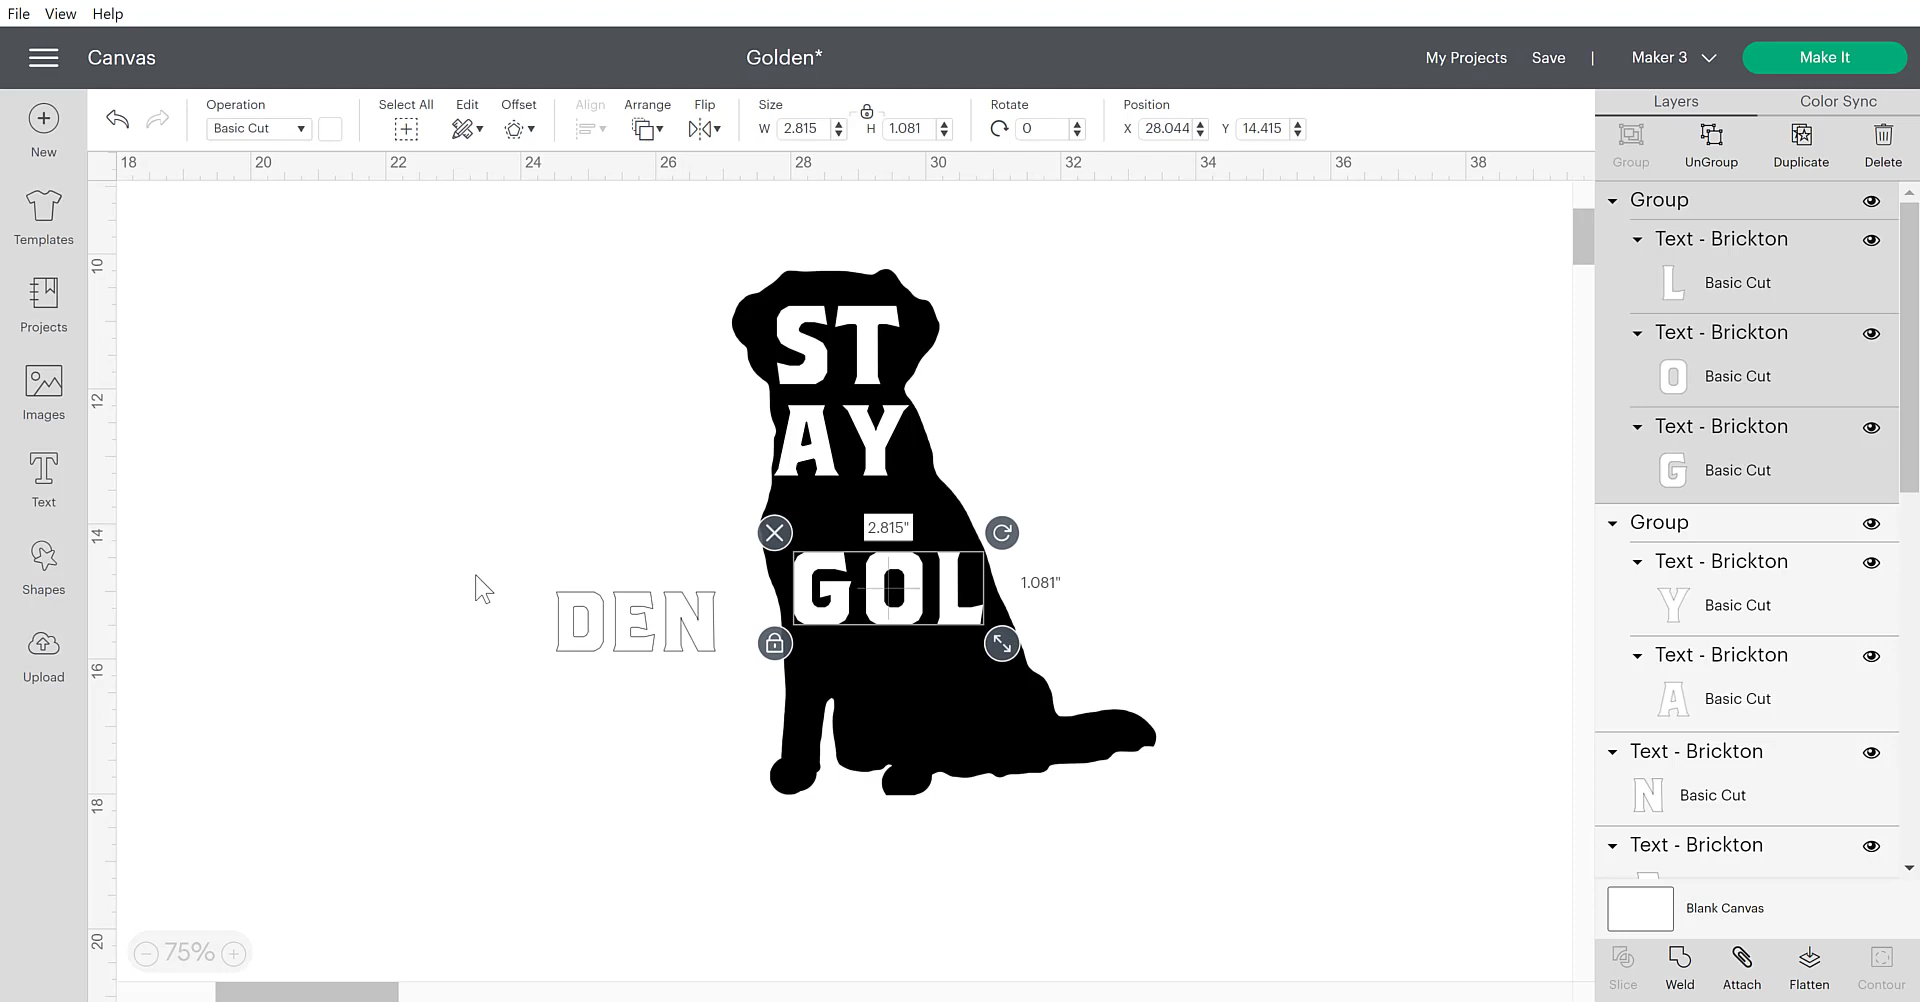 File View Help
Canvas Golden* My Projects Save | Maker 3 Make It
Operation Select All Edit Offset Align Arrange Flip Size Rotate Position
Basic Cut W 2.815 H 1.081 0 X 28.044 Y 14.415
Layers Color Sync
Group UnGroup Duplicate Delete
New
Templates
Projects
Images
Text
Shapes
Upload
18 20 22 24 26 28 30 32 34 36 38
10
12
14
16
18
20
ST
AY
2.815"
GOL
1.081"
DEN
75%
Group
Text - Brickton
L Basic Cut
Text - Brickton
O Basic Cut
Text - Brickton
G Basic Cut
Group
Text - Brickton
Y Basic Cut
Text - Brickton
A Basic Cut
Text - Brickton
N Basic Cut
Text - Brickton
Blank Canvas
Slice Weld Attach Flatten Contour